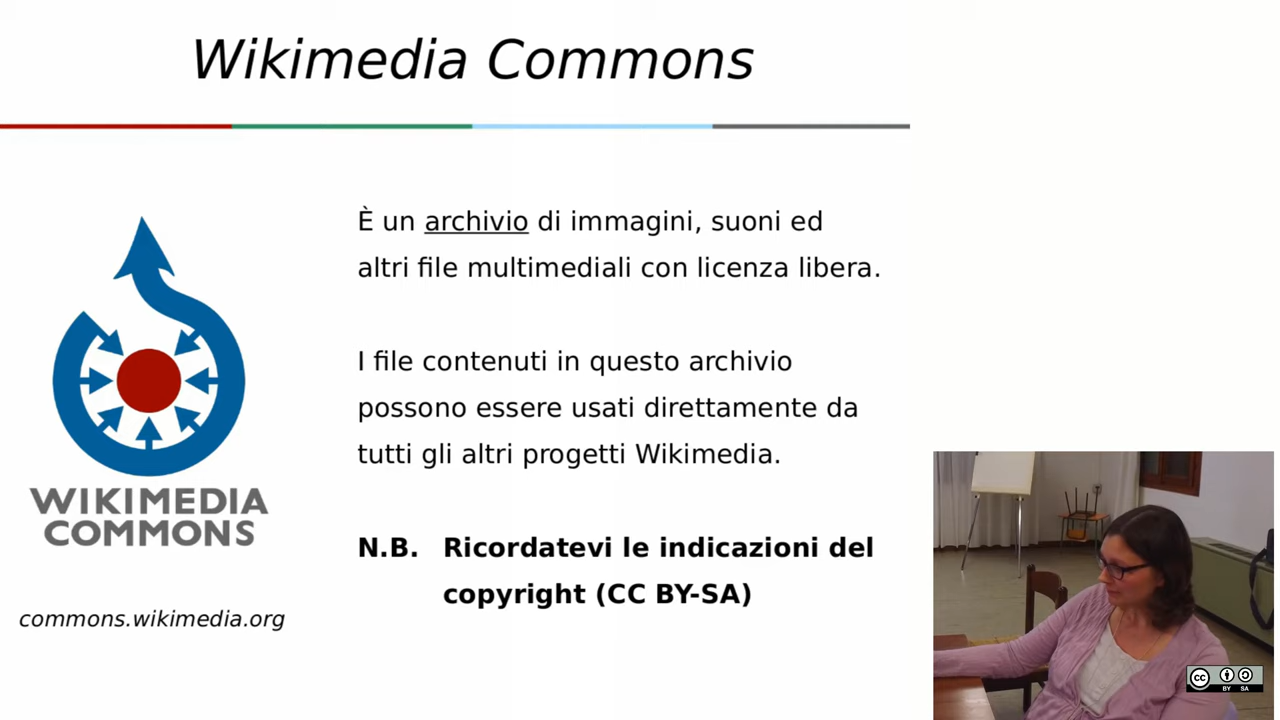 Wikimedia Commons
È un archivio di immagini, suoni ed
altri file multimediali con licenza libera.
I file contenuti in questo archivio
possono essere usati direttamente da
tutti gli altri progetti Wikimedia.
N.B. Ricordatevi le indicazioni del
copyright (CC BY-SA)
WIKIMEDIA
COMMONS
commons.wikimedia.org
cc
BY SA